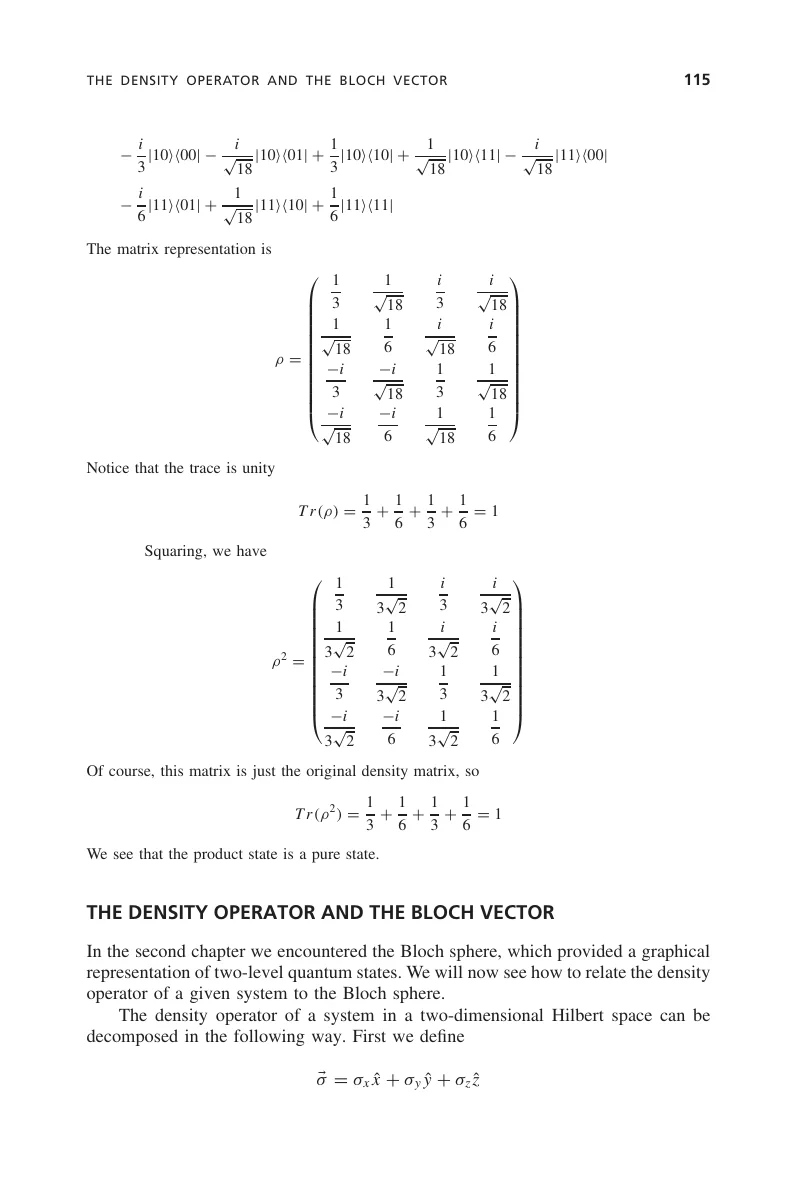 THE DENSITY OPERATOR AND THE BLOCH VECTOR 115
− i/3 |10⟩⟨00| − i/√18 |10⟩⟨01| + 1/3 |10⟩⟨10| + 1/√18 |10⟩⟨11| − i/√18 |11⟩⟨00|
− i/6 |11⟩⟨01| + 1/√18 |11⟩⟨10| + 1/6 |11⟩⟨11|
The matrix representation is
ρ = ( 1/3 1/√18 i/3 i/√18
1/√18 1/6 i/√18 i/6
−i/3 −i/√18 1/3 1/√18
−i/√18 −i/6 1/√18 1/6 )
Notice that the trace is unity
Tr(ρ) = 1/3 + 1/6 + 1/3 + 1/6 = 1
Squaring, we have
ρ² = ( 1/3 1/3√2 i/3 i/3√2
1/3√2 1/6 i/3√2 i/6
−i/3 −i/3√2 1/3 1/3√2
−i/3√2 −i/6 1/3√2 1/6 )
Of course, this matrix is just the original density matrix, so
Tr(ρ²) = 1/3 + 1/6 + 1/3 + 1/6 = 1
We see that the product state is a pure state.
THE DENSITY OPERATOR AND THE BLOCH VECTOR
In the second chapter we encountered the Bloch sphere, which provided a graphical
representation of two-level quantum states. We will now see how to relate the density
operator of a given system to the Bloch sphere.
The density operator of a system in a two-dimensional Hilbert space can be
decomposed in the following way. First we define
σ⃗ = σₓx̂ + σᵧŷ + σ_zẑ